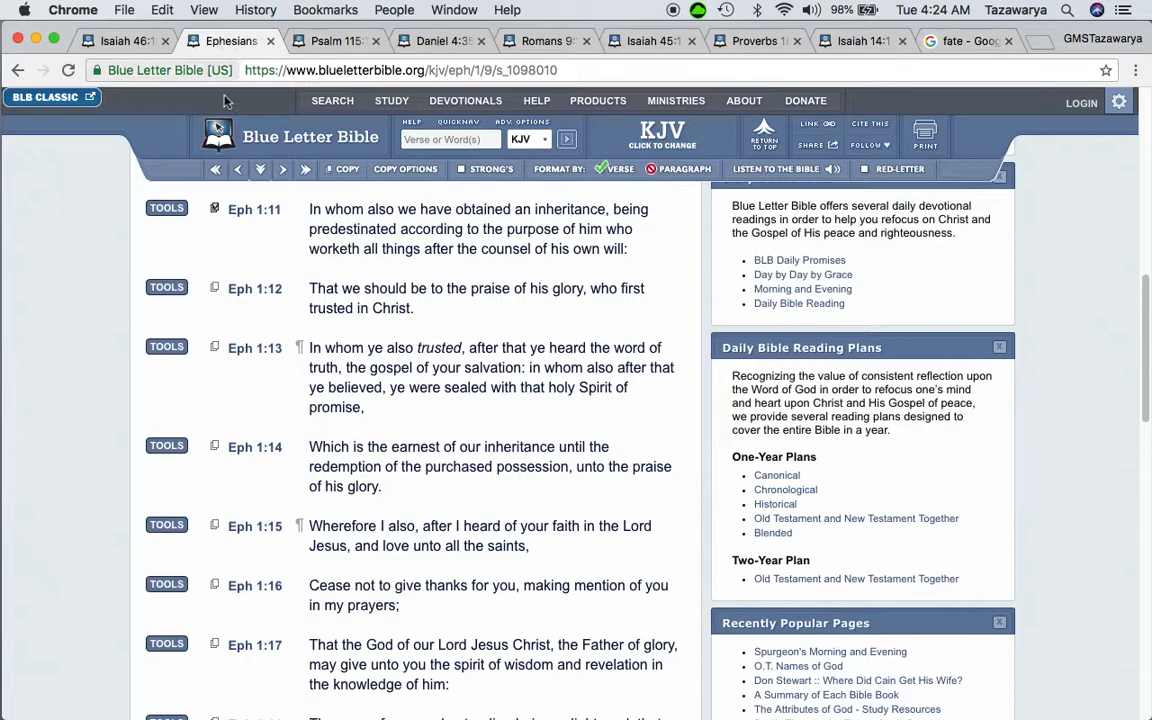 Chrome File Edit View History Bookmarks People Window Help 98% Tue 4:24 AM Tazawarya
Isaiah 46:1 Ephesians Psalm 115: Daniel 4:35 Romans 9: Isaiah 45:1 Proverbs 16 Isaiah 14:1 fate - Goog GMSTazawarya
Blue Letter Bible [US] https://www.blueletterbible.org/kjv/eph/1/9/s_1098010
BLB CLASSIC SEARCH STUDY DEVOTIONALS HELP PRODUCTS MINISTRIES ABOUT DONATE LOGIN
HELP QUICKNAV ADV. OPTIONS
Blue Letter Bible Verse or Word(s) KJV
KJV
CLICK TO CHANGE
RETURN
TO TOP
LINK CITE THIS
SHARE FOLLOW
PRINT
COPY COPY OPTIONS STRONG'S FORMAT BY: VERSE PARAGRAPH LISTEN TO THE BIBLE RED-LETTER
TOOLS Eph 1:11 In whom also we have obtained an inheritance, being
predestinated according to the purpose of him who
worketh all things after the counsel of his own will:
TOOLS Eph 1:12 That we should be to the praise of his glory, who first
trusted in Christ.
TOOLS Eph 1:13 ¶ In whom ye also trusted, after that ye heard the word of
truth, the gospel of your salvation: in whom also after that
ye believed, ye were sealed with that holy Spirit of
promise,
TOOLS Eph 1:14 Which is the earnest of our inheritance until the
redemption of the purchased possession, unto the praise
of his glory.
TOOLS Eph 1:15 ¶ Wherefore I also, after I heard of your faith in the Lord
Jesus, and love unto all the saints,
TOOLS Eph 1:16 Cease not to give thanks for you, making mention of you
in my prayers;
TOOLS Eph 1:17 That the God of our Lord Jesus Christ, the Father of glory,
may give unto you the spirit of wisdom and revelation in
the knowledge of him:
Blue Letter Bible offers several daily devotional
readings in order to help you refocus on Christ and
the Gospel of His peace and righteousness.
BLB Daily Promises
Day by Day by Grace
Morning and Evening
Daily Bible Reading
Daily Bible Reading Plans
Recognizing the value of consistent reflection upon
the Word of God in order to refocus one's mind
and heart upon Christ and His Gospel of peace,
we provide several reading plans designed to
cover the entire Bible in a year.
One-Year Plans
Canonical
Chronological
Historical
Old Testament and New Testament Together
Blended
Two-Year Plan
Old Testament and New Testament Together
Recently Popular Pages
Spurgeon's Morning and Evening
O.T. Names of God
Don Stewart :: Where Did Cain Get His Wife?
A Summary of Each Bible Book
The Attributes of God - Study Resources